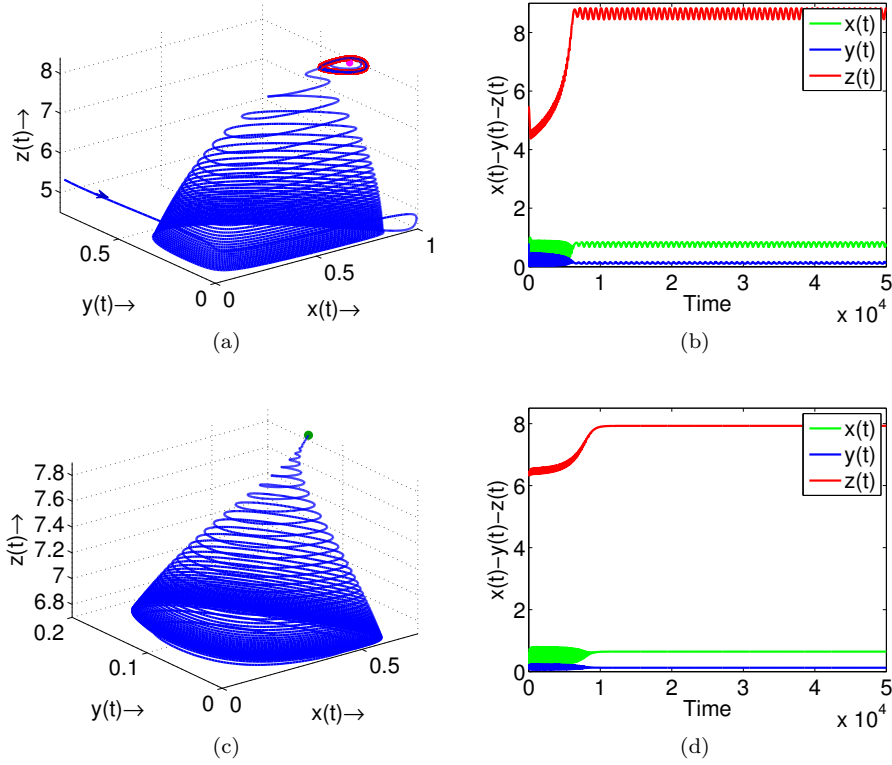 8
7
6
5
z(t)→
0.5
0
y(t)→
0
0.5
1
x(t)→
(a)
8
6
4
2
0
x(t)−y(t)−z(t)
x(t)
y(t)
z(t)
0
1
2
3
4
5
Time
x 10^4
(b)
7.8
7.6
7.4
7.2
7
6.8
z(t)→
0.2
0.1
0
y(t)→
0
0.5
x(t)→
(c)
8
6
4
2
0
x(t)−y(t)−z(t)
x(t)
y(t)
z(t)
0
1
2
3
4
5
Time
x 10^4
(d)